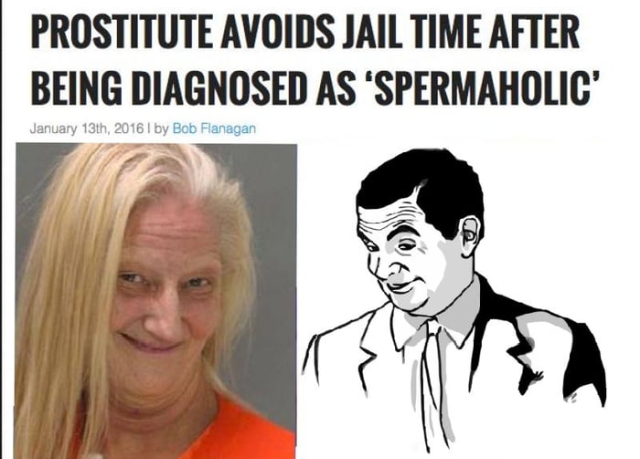 PROSTITUTE AVOIDS JAIL TIME AFTER
BEING DIAGNOSED AS ‘SPERMAHOLIC’
January 13th, 2016 | by Bob Flanagan